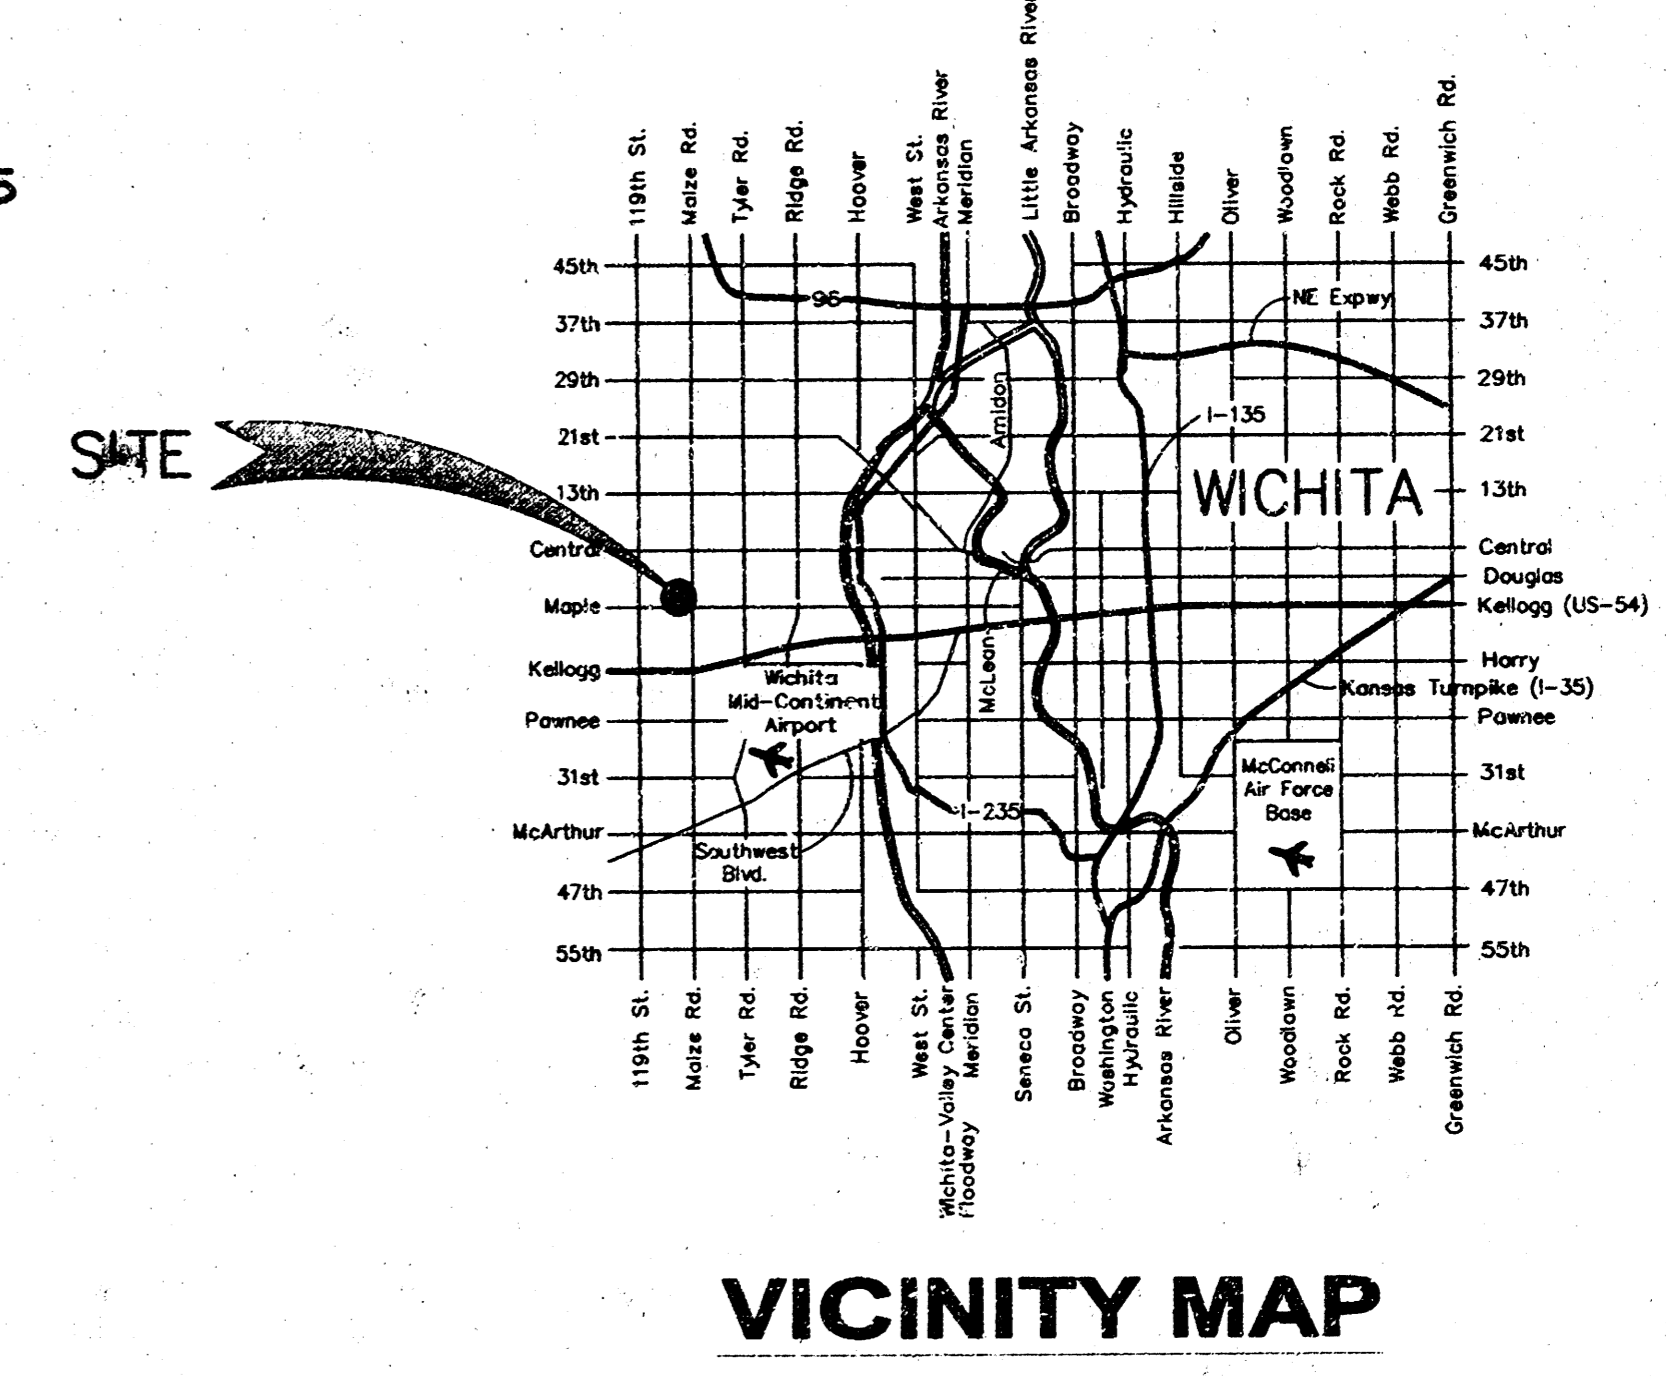 119th St.
Maize Rd.
Tyler Rd.
Ridge Rd.
Hoover
West St.
Arkansas River
Meridian
Little Arkansas River
Broadway
Hydraulic
Hillside
Oliver
Woodlawn
Rock Rd.
Webb Rd.
Greenwich Rd.
45th
45th
96
NE Expwy
37th
37th
29th
29th
Amidon
I-135
SITE
21st
21st
WICHITA
13th
13th
Central
Central
Douglas
Maple
Kellogg (US-54)
Kellogg
Harry
McLean
Wichita
Mid-Continent
Airport
Kansas Turnpike (I-35)
Pawnee
Pawnee
31st
31st
McConnell
Air Force
Base
I-235
McArthur
McArthur
Southwest
Blvd.
47th
47th
55th
55th
119th St.
Maize Rd.
Tyler Rd.
Ridge Rd.
Hoover
West St.
Wichita-Valley Center
Floodway
Meridian
Seneca St.
Broadway
Washington
Hydraulic
Arkansas River
Oliver
Woodlawn
Rock Rd.
Webb Rd.
Greenwich Rd.
VICINITY MAP